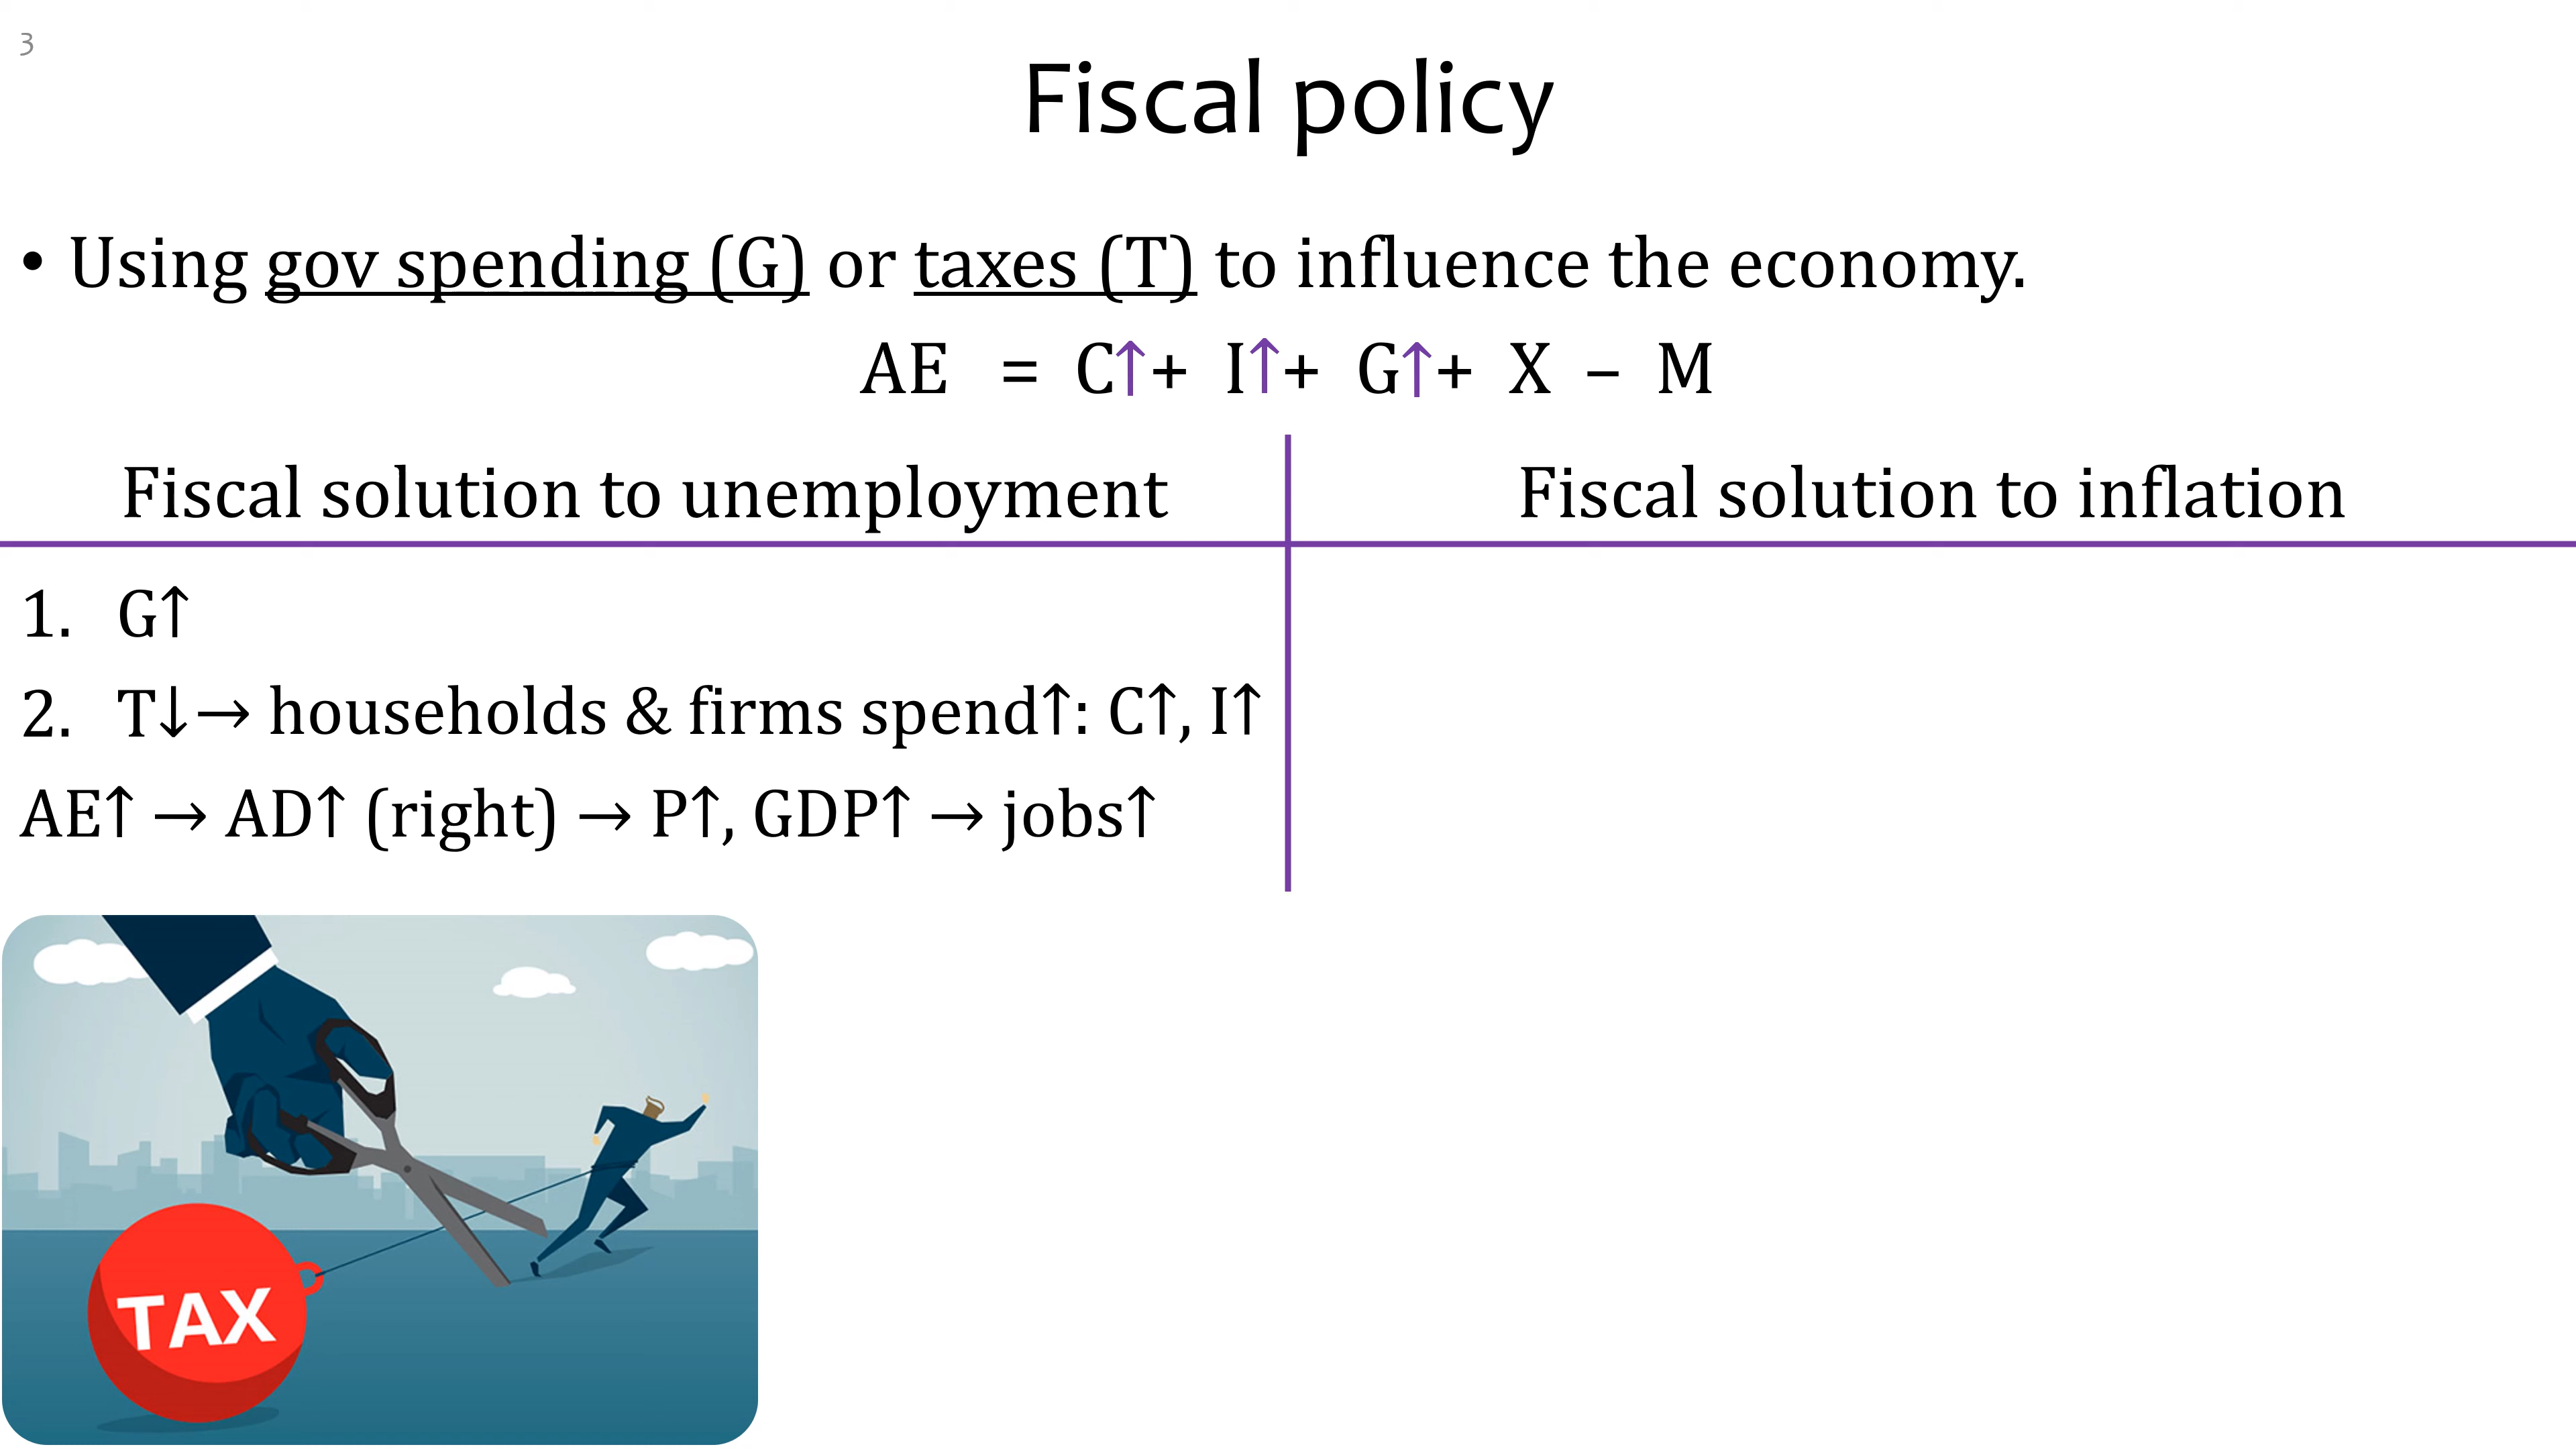 3
Fiscal policy
• Using gov spending (G) or taxes (T) to influence the economy.
AE = C↑+ I↑+ G↑+ X – M
Fiscal solution to unemployment
Fiscal solution to inflation
1. G↑
2. T↓→ households & firms spend↑: C↑, I↑
AE↑ → AD↑ (right) → P↑, GDP↑ → jobs↑
TAX